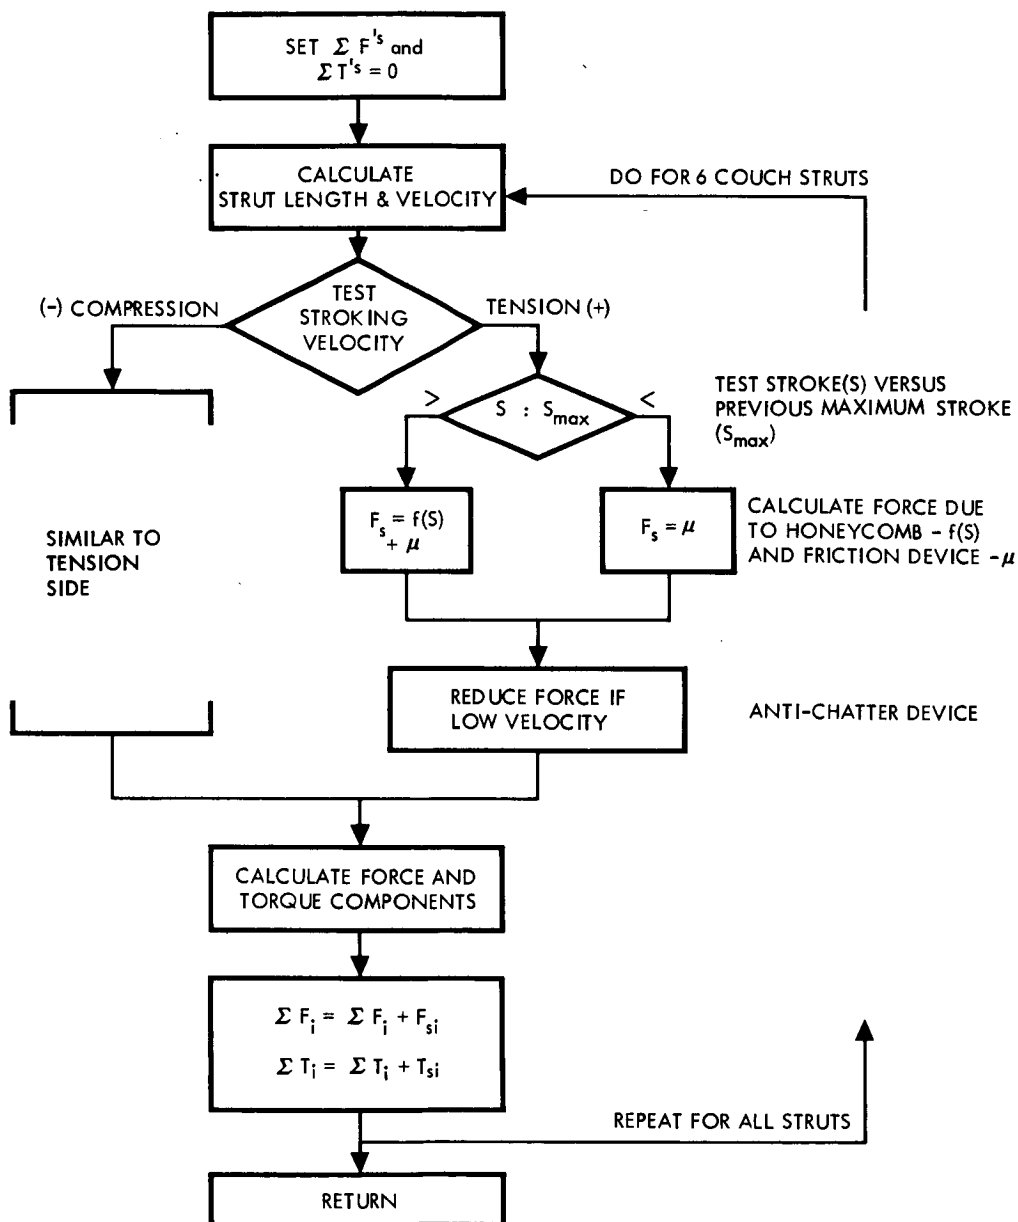 SET Σ F's and
ΣT's = 0
CALCULATE
STRUT LENGTH & VELOCITY
DO FOR 6 COUCH STRUTS
(-) COMPRESSION
TEST
STROKING
VELOCITY
TENSION (+)
>
S : Smax
<
TEST STROKE(S) VERSUS
PREVIOUS MAXIMUM STROKE
(Smax)
SIMILAR TO
TENSION
SIDE
Fs = f(S)
+ μ
Fs = μ
CALCULATE FORCE DUE
TO HONEYCOMB - f(S)
AND FRICTION DEVICE -μ
REDUCE FORCE IF
LOW VELOCITY
ANTI-CHATTER DEVICE
CALCULATE FORCE AND
TORQUE COMPONENTS
Σ Fi = Σ Fi + Fsi
Σ Ti = Σ Ti + Tsi
REPEAT FOR ALL STRUTS
RETURN